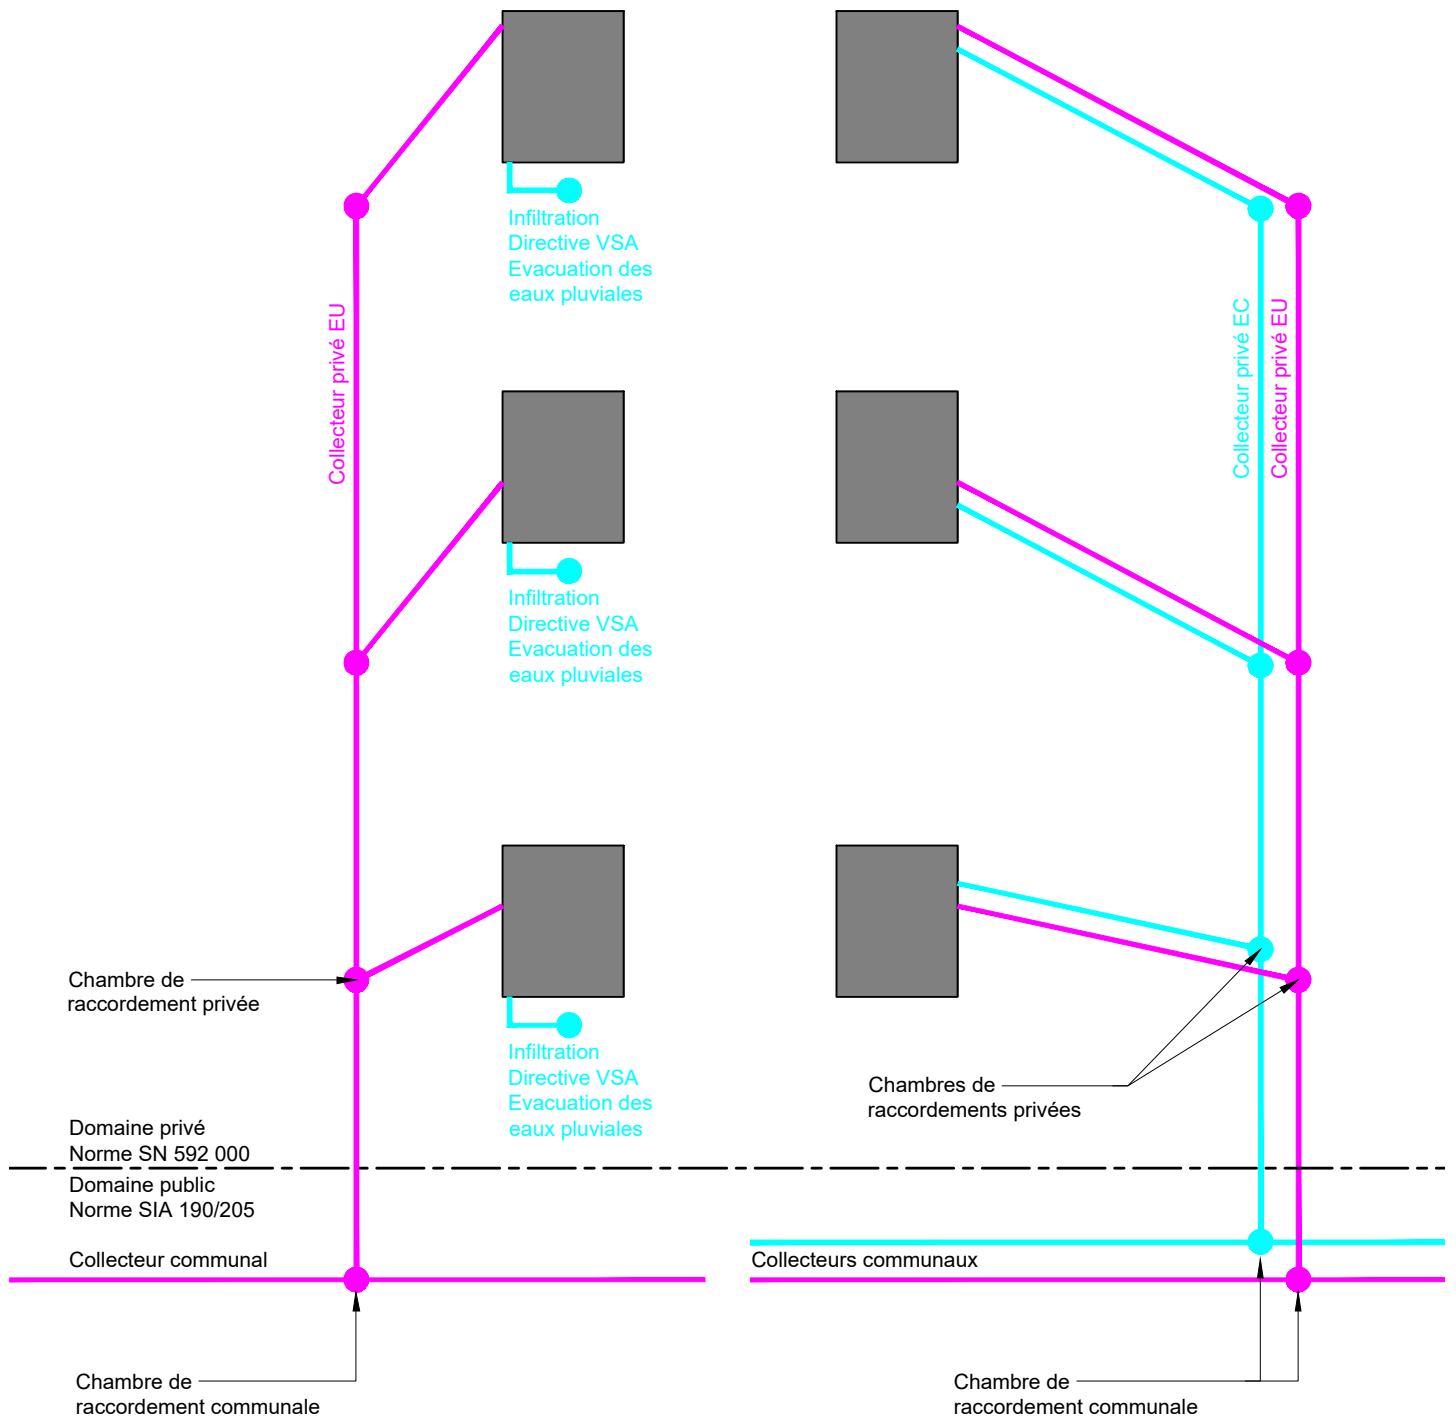 Infiltration
Directive VSA
Evacuation des
eaux pluviales
Collecteur privé EU
Collecteur privé EC
Collecteur privé EU
Infiltration
Directive VSA
Evacuation des
eaux pluviales
Chambre de
raccordement privée
Infiltration
Directive VSA
Evacuation des
eaux pluviales
Chambres de
raccordements privées
Domaine privé
Norme SN 592 000
Domaine public
Norme SIA 190/205
Collecteur communal
Collecteurs communaux
Chambre de
raccordement communale
Chambre de
raccordement communale